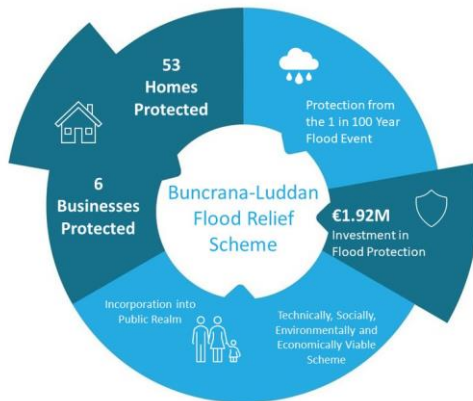 53
Homes
Protected
Protection from
the 1 in 100 Year
Flood Event
6
Businesses
Protected
Buncrana-Luddan
Flood Relief
Scheme
€1.92M
Investment in
Flood Protection
Incorporation into
Public Realm
Technically, Socially,
Environmentally and
Economically Viable
Scheme